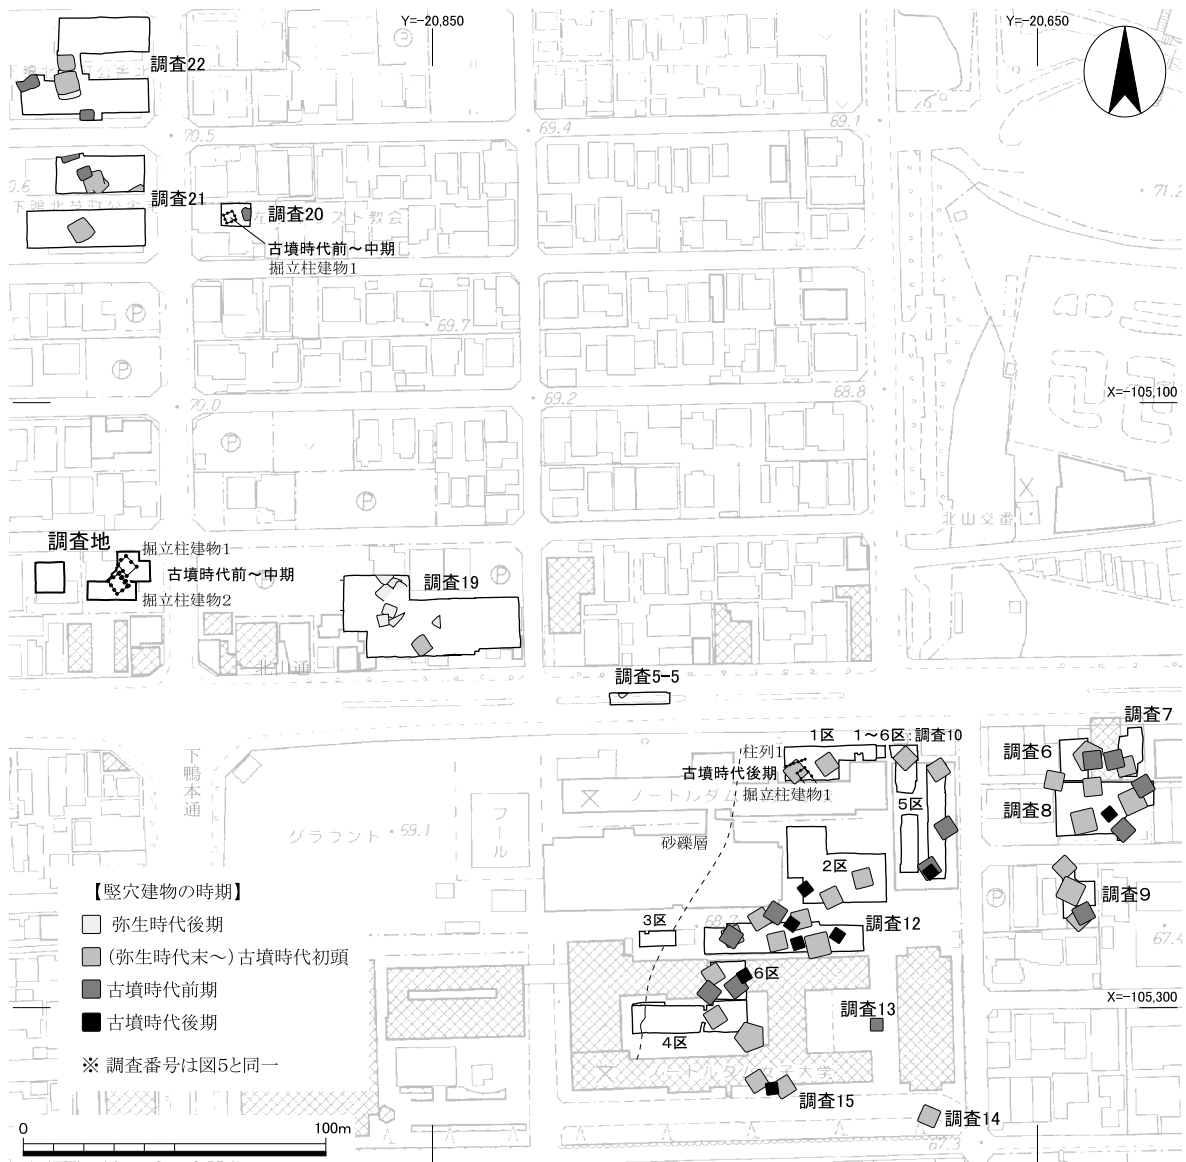 Y=-20,850
Y=-20,650
調査22
P
69.1
70.5
69.4
71.2
調査21
調査20
スト教会
古墳時代前～中期
掘立柱建物1
P
69.7
P
70.0
69.2
68.8
X=-105,100
P
P
北山交番
調査地
掘立柱建物1
古墳時代前～中期
掘立柱建物2
調査19
P
北山通
調査5-5
調査7
1区
1～6区：調査10
柱列1
調査6
古墳時代後期
掘立柱建物1
ノートルダム
下鴨本通
プール
5区
調査8
グラウンド
69.1
砂礫層
2区
【竪穴建物の時期】
P
調査9
弥生時代後期
3区
68.7
調査12
67.4
（弥生時代末～）古墳時代初頭
6区
古墳時代前期
X=-105,300
調査13
古墳時代後期
4区
※ 調査番号は図5と同一
ノートルダム女子大学
調査15
調査14
0
100m
67.3